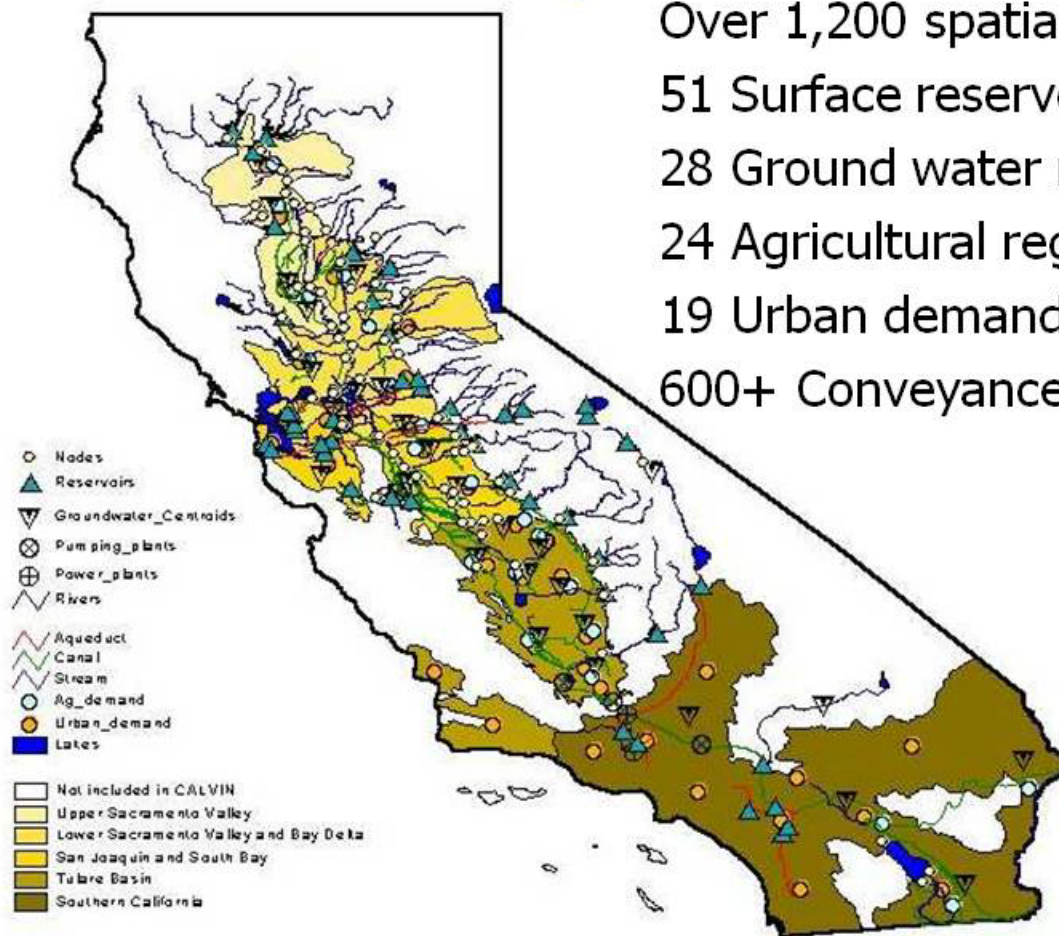 Over 1,200 spatia
51 Surface reserv
28 Ground water
24 Agricultural reg
19 Urban demand
600+ Conveyance
Nodes
Reservoirs
Groundwater_Centroids
Pumping_plants
Power_plants
Rivers
Aqueduct
Canal
Stream
Ag_demand
Urban_demand
Lakes
Not included in CALVIN
Upper Sacramento Valley
Lower Sacramento Valley and Bay Delta
San Joaquin and South Bay
Tulare Basin
Southern California